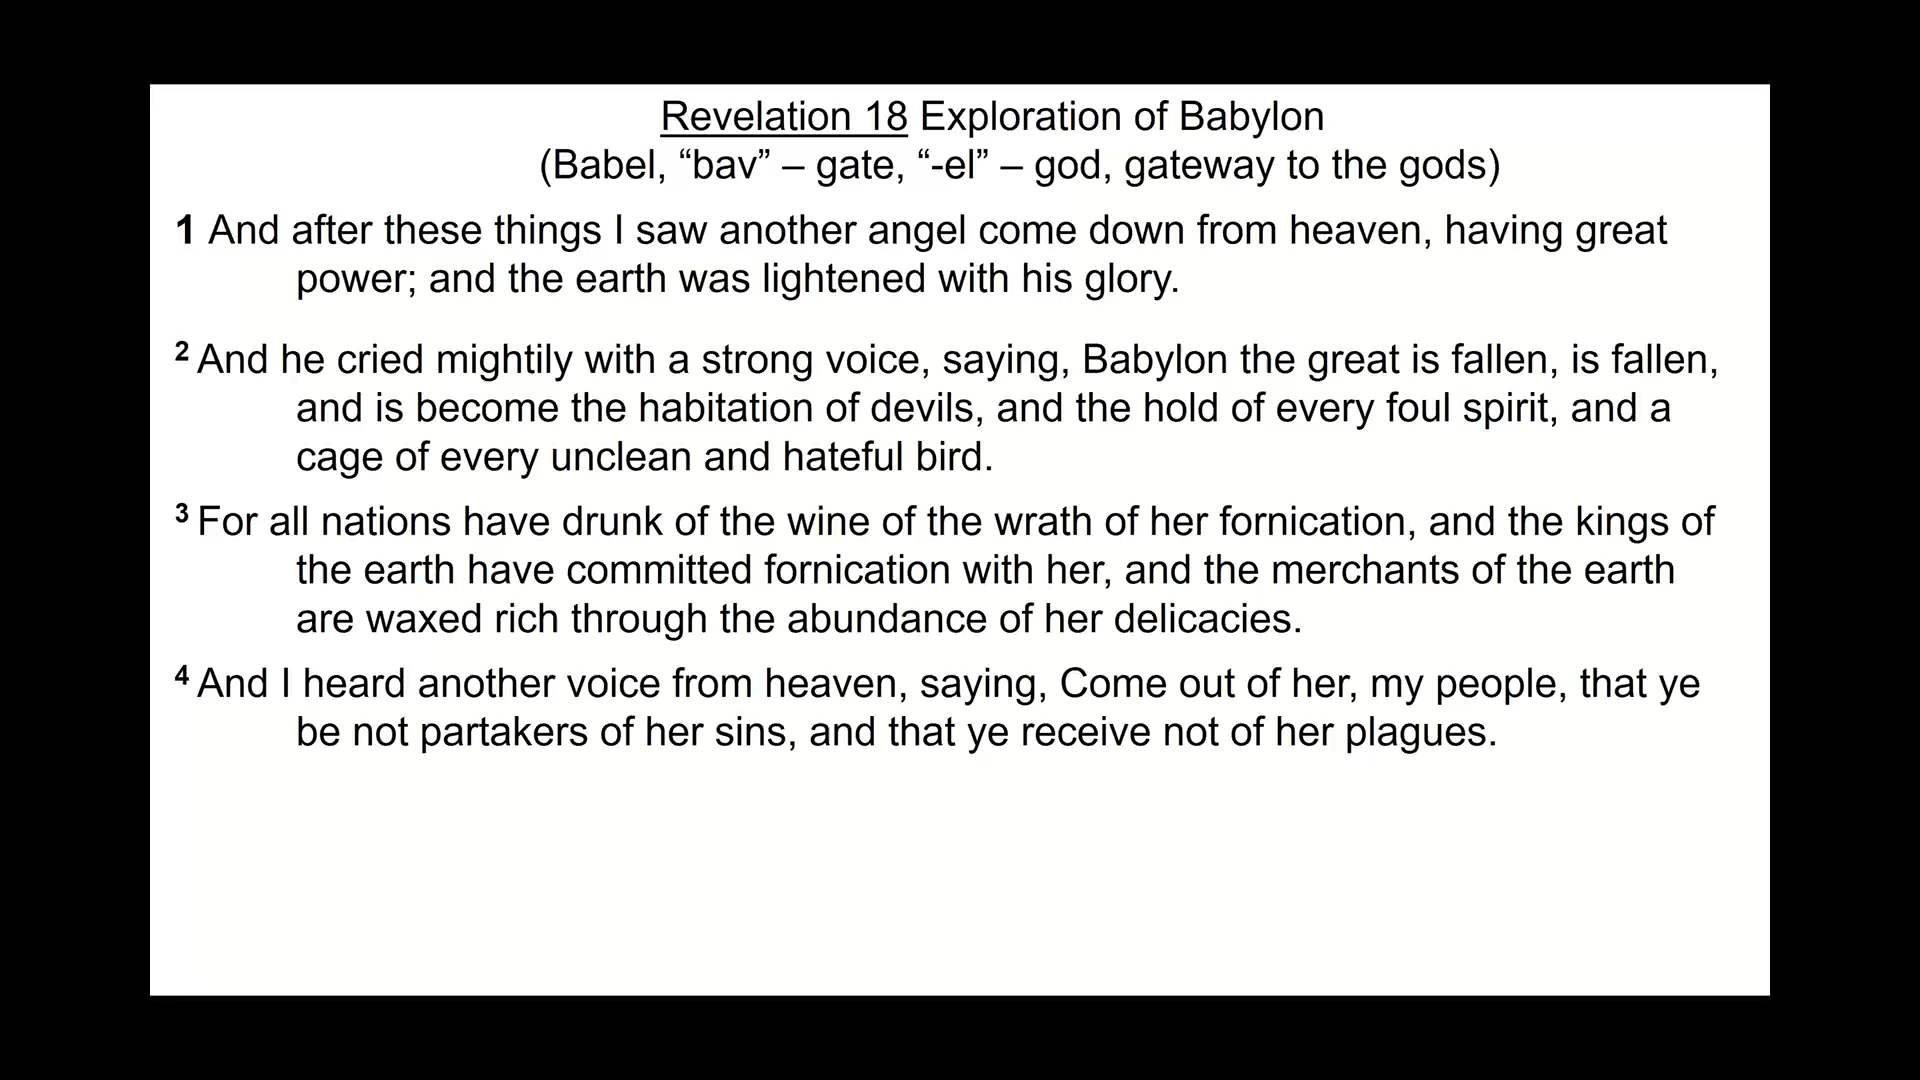 Revelation 18 Exploration of Babylon
(Babel, “bav” – gate, “-el” – god, gateway to the gods)
1 And after these things I saw another angel come down from heaven, having great
power; and the earth was lightened with his glory.
2 And he cried mightily with a strong voice, saying, Babylon the great is fallen, is fallen,
and is become the habitation of devils, and the hold of every foul spirit, and a
cage of every unclean and hateful bird.
3 For all nations have drunk of the wine of the wrath of her fornication, and the kings of
the earth have committed fornication with her, and the merchants of the earth
are waxed rich through the abundance of her delicacies.
4 And I heard another voice from heaven, saying, Come out of her, my people, that ye
be not partakers of her sins, and that ye receive not of her plagues.